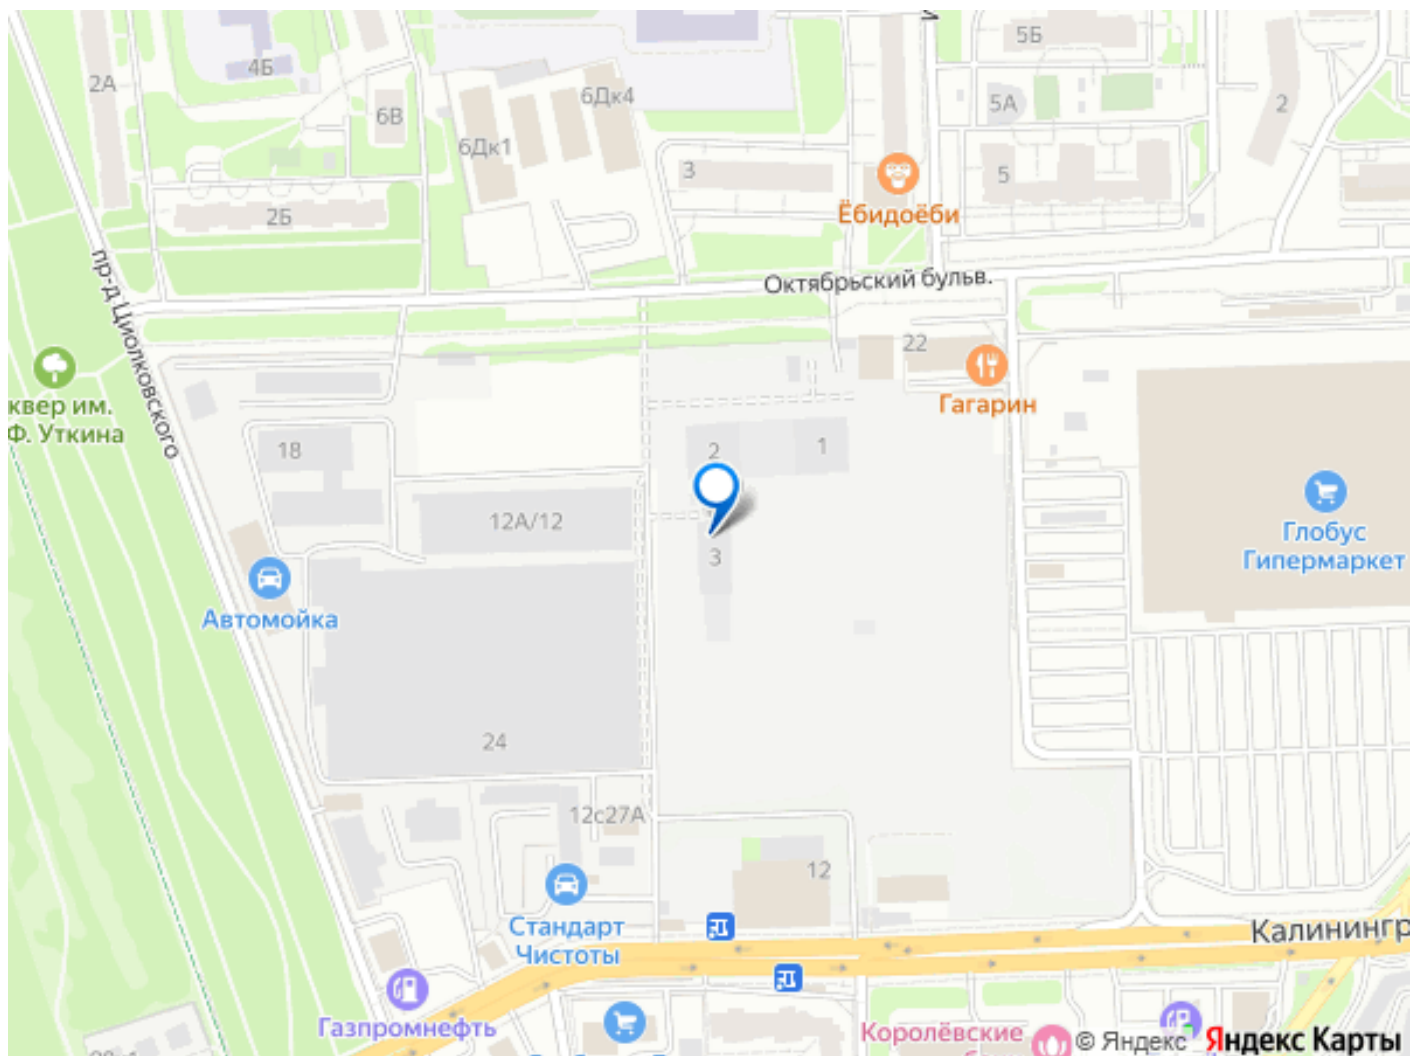 5Б
4Б
2А
6Дк4
5А
2
6В
6Дк1
3
5
2Б
Ёбидоёби
пр-д Циолковского
Октябрьский бульв.
22
Гагарин
квер им.
Ф. Уткина
18
2
1
12А/12
3
Глобус
Гипермаркет
Автомойка
24
12с27А
12
Стандарт
Чистоты
Калинингр
Газпромнефть
Королёвские
© Яндекс
Яндекс Карты